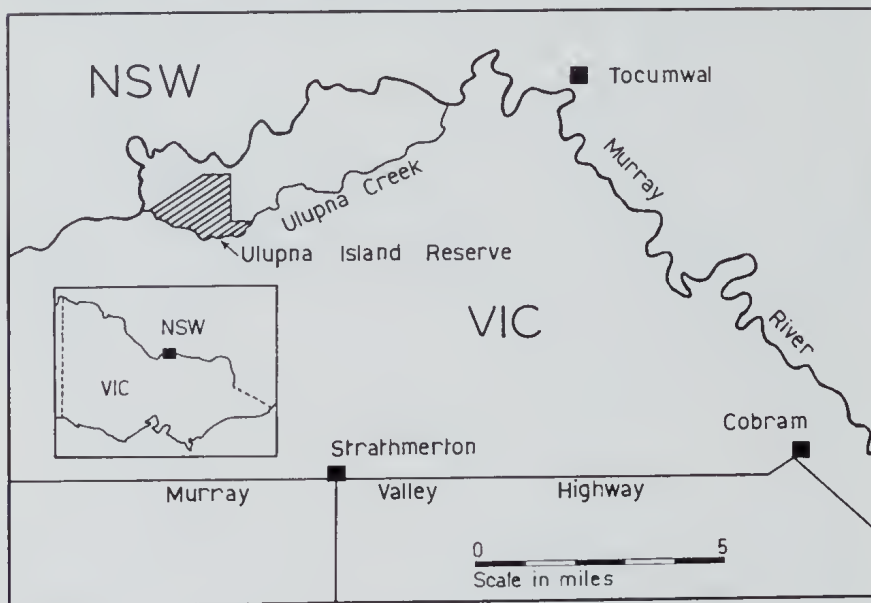 NSW
Tocumwal
Murray
River
Ulupna Creek
Ulupna Island Reserve
VIC
NSW
VIC
Strathmerton
Cobram
Murray Valley Highway
0 5
Scale in miles